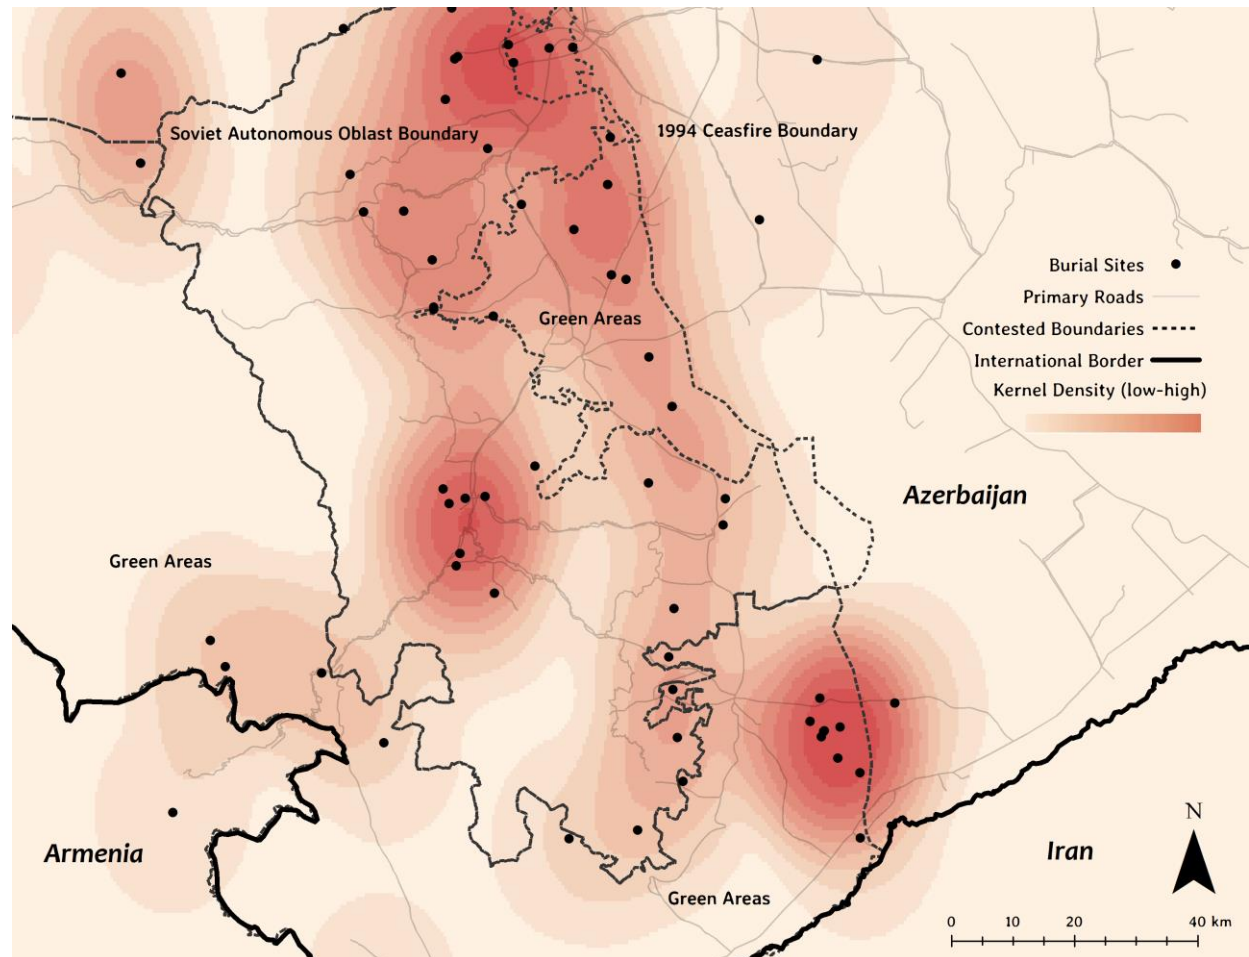 Soviet Autonomous Oblast Boundary
1994 Ceasfire Boundary
Burial Sites
Primary Roads
Green Areas
Contested Boundaries
International Border
Kernel Density (low-high)
Azerbaijan
Green Areas
Armenia
Iran
N
Green Areas
0 10 20 40 km